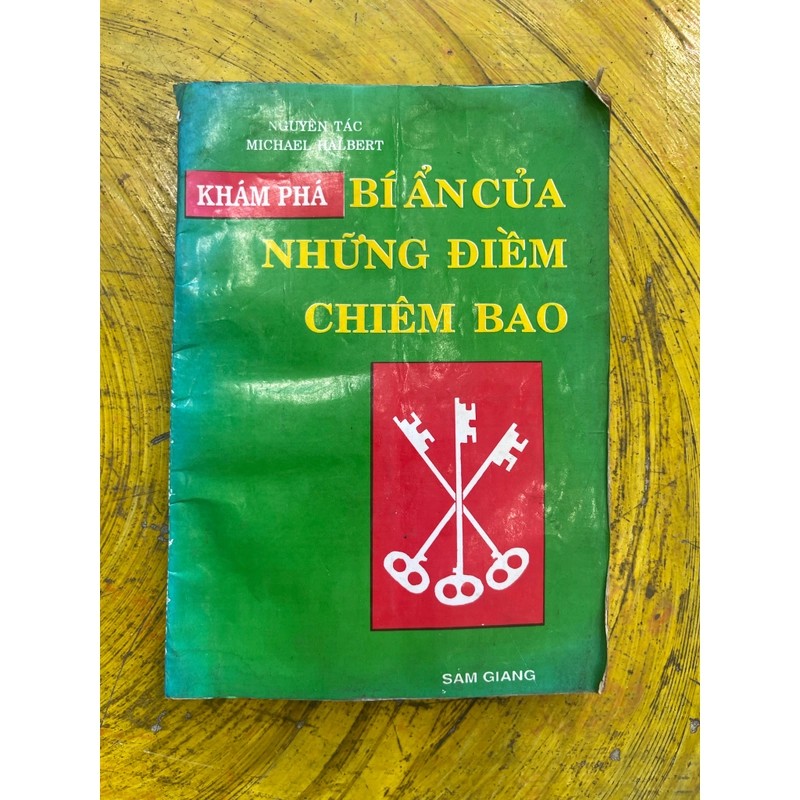 NGUYÊN TÁC
MICHAEL HALBERT
KHÁM PHÁ BÍ ẨN CỦA
NHỮNG ĐIỀM
CHIÊM BAO
SAM GIANG